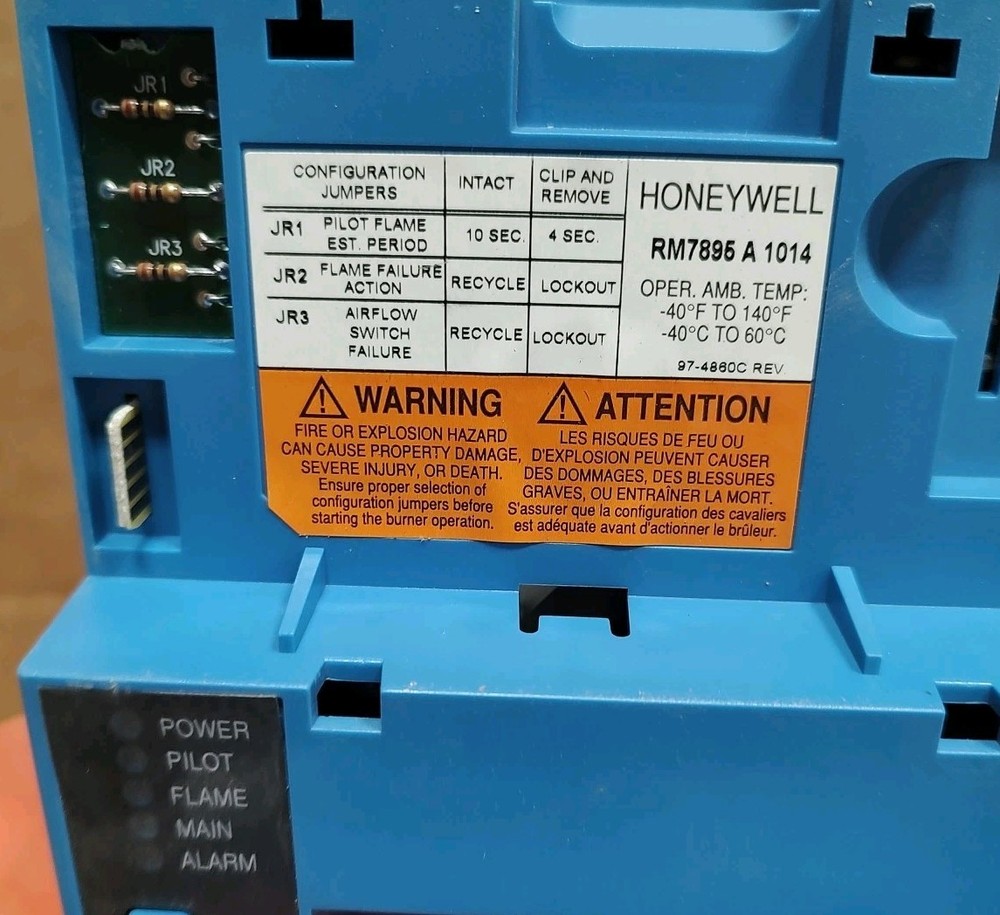 JR1
JR2
JR3
CONFIGURATION JUMPERS INTACT CLIP AND REMOVE
JR1 PILOT FLAME EST. PERIOD 10 SEC. 4 SEC.
JR2 FLAME FAILURE ACTION RECYCLE LOCKOUT
JR3 AIRFLOW SWITCH FAILURE RECYCLE LOCKOUT
HONEYWELL
RM7895 A 1014
OPER. AMB. TEMP:
-40°F TO 140°F
-40°C TO 60°C
97-4860C REV.
WARNING
FIRE OR EXPLOSION HAZARD
CAN CAUSE PROPERTY DAMAGE,
SEVERE INJURY, OR DEATH.
Ensure proper selection of
configuration jumpers before
starting the burner operation.
ATTENTION
LES RISQUES DE FEU OU
D'EXPLOSION PEUVENT CAUSER
DES DOMMAGES, DES BLESSURES
GRAVES, OU ENTRAÎNER LA MORT.
S'assurer que la configuration des cavaliers
est adéquate avant d'actionner le brûleur.
POWER
PILOT
FLAME
MAIN
ALARM